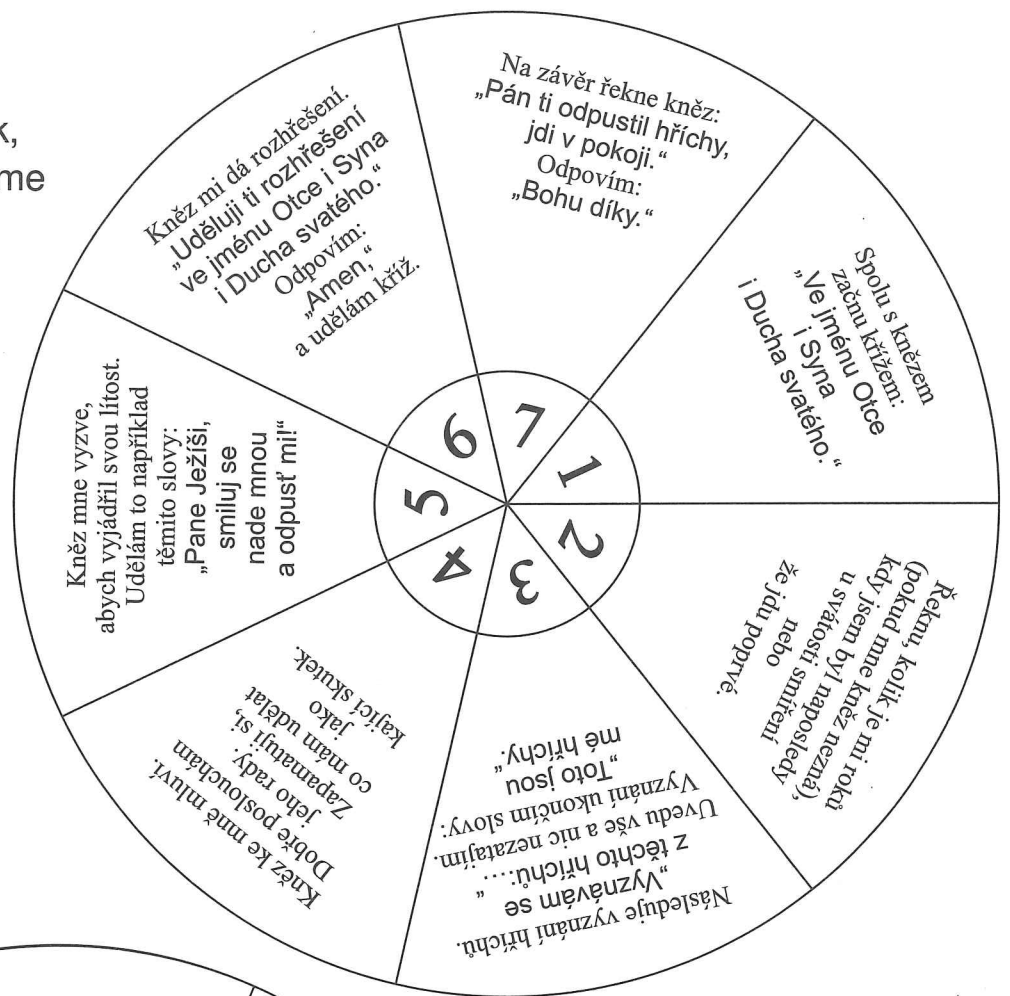 k,
me
1
Spolu s knězem
začnu křížem:
„Ve jménu Otce
i Syna
i Ducha svatého.“
2
Řeknu, kolik je mi roků
(pokud mne kněz nezná),
kdy jsem byl naposledy
u svátosti smíření
nebo
že jdu poprvé.
3
Následuje vyznání hříchů.
„Vyznávám se
z těchto hříchů:... “
Uvedu vše a nic nezatajím.
Vyznání ukončím slovy:
„Toto jsou
mé hříchy.“
4
Kněz ke mně mluví.
Dobře poslouchám
jeho rady.
Zapamatuji si,
co mám udělat
jako
kající skutek.
5
Kněz mne vyzve,
abych vyjádřil svou lítost.
Udělám to například
těmito slovy:
„Pane Ježíši,
smiluj se
nade mnou
a odpusť mi!“
6
Kněz mi dá rozhřešení.
„Uděluji ti rozhřešení
ve jménu Otce i Syna
i Ducha svatého.“
Odpovím:
„Amen,“
a udělám kříž.
7
Na závěr řekne kněz:
„Pán ti odpustil hříchy,
jdi v pokoji.“
Odpovím:
„Bohu díky.“